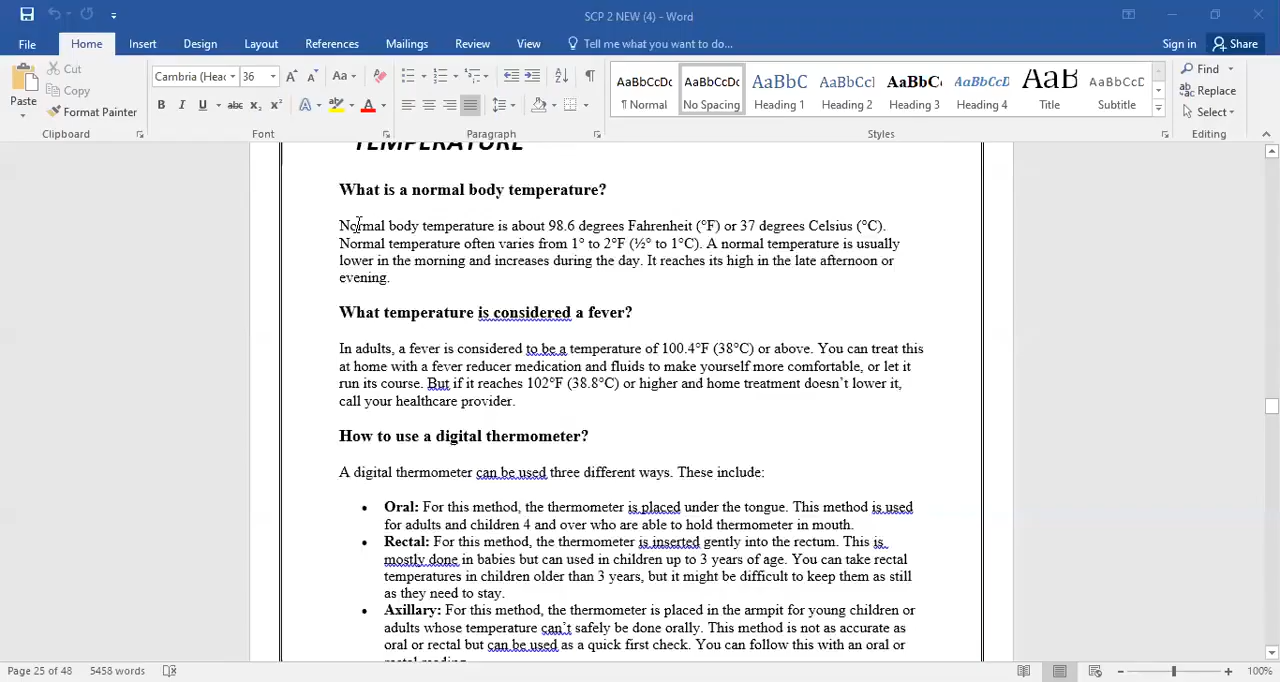 SCP 2 NEW (4) - Word
File Home Insert Design Layout References Mailings Review View Tell me what you want to do... Sign in Share
Paste Cut Copy Format Painter
Cambria (Head 36 Aa
B I U abc x₂ x² A A
Clipboard Font Paragraph Styles Editing
AaBbCcDc AaBbCcDc AaBbC AaBbCcI AaBbCc AaBbCcD AaB AaBbCcD
¶ Normal No Spacing Heading 1 Heading 2 Heading 3 Heading 4 Title Subtitle
Find Replace Select
TEMPERATURE
What is a normal body temperature?
Normal body temperature is about 98.6 degrees Fahrenheit (°F) or 37 degrees Celsius (°C).
Normal temperature often varies from 1° to 2°F (½° to 1°C). A normal temperature is usually
lower in the morning and increases during the day. It reaches its high in the late afternoon or
evening.
What temperature is considered a fever?
In adults, a fever is considered to be a temperature of 100.4°F (38°C) or above. You can treat this
at home with a fever reducer medication and fluids to make yourself more comfortable, or let it
run its course. But if it reaches 102°F (38.8°C) or higher and home treatment doesn’t lower it,
call your healthcare provider.
How to use a digital thermometer?
A digital thermometer can be used three different ways. These include:
• Oral: For this method, the thermometer is placed under the tongue. This method is used
for adults and children 4 and over who are able to hold thermometer in mouth.
• Rectal: For this method, the thermometer is inserted gently into the rectum. This is
mostly done in babies but can used in children up to 3 years of age. You can take rectal
temperatures in children older than 3 years, but it might be difficult to keep them as still
as they need to stay.
• Axillary: For this method, the thermometer is placed in the armpit for young children or
adults whose temperature can’t safely be done orally. This method is not as accurate as
oral or rectal but can be used as a quick first check. You can follow this with an oral or
rectal reading.
Page 25 of 48 5458 words 100%